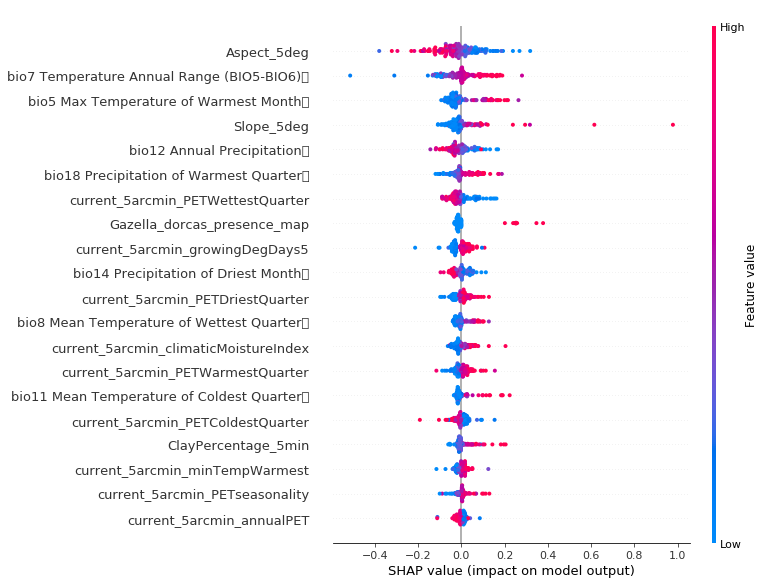 High
Aspect_5deg
bio7 Temperature Annual Range (BIO5-BIO6)▯
bio5 Max Temperature of Warmest Month▯
Slope_5deg
bio12 Annual Precipitation▯
bio18 Precipitation of Warmest Quarter▯
current_5arcmin_PETWettestQuarter
Gazella_dorcas_presence_map
current_5arcmin_growingDegDays5
bio14 Precipitation of Driest Month▯
current_5arcmin_PETDriestQuarter
bio8 Mean Temperature of Wettest Quarter▯
current_5arcmin_climaticMoistureIndex
current_5arcmin_PETWarmestQuarter
bio11 Mean Temperature of Coldest Quarter▯
current_5arcmin_PETColdestQuarter
ClayPercentage_5min
current_5arcmin_minTempWarmest
current_5arcmin_PETseasonality
current_5arcmin_annualPET
Feature value
Low
−0.4 −0.2 0.0 0.2 0.4 0.6 0.8 1.0
SHAP value (impact on model output)